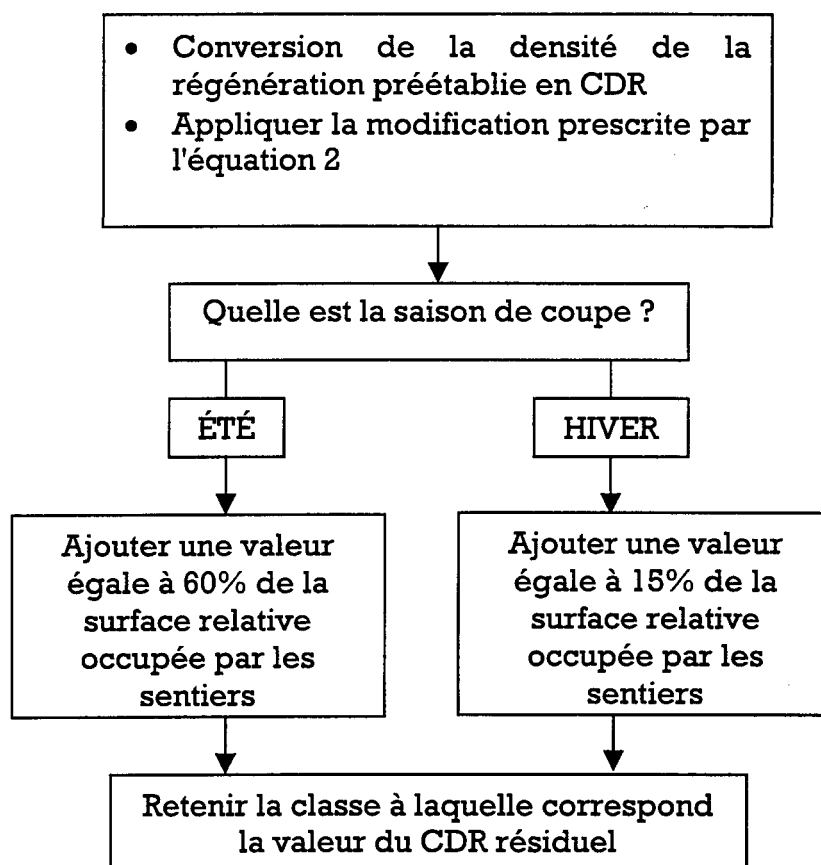 • Conversion de la densité de la
régénération préétablie en CDR
• Appliquer la modification prescrite par
l'équation 2
Quelle est la saison de coupe ?
ÉTÉ
HIVER
Ajouter une valeur
égale à 60% de la
surface relative
occupée par les
sentiers
Ajouter une valeur
égale à 15% de la
surface relative
occupée par les
sentiers
Retenir la classe à laquelle correspond
la valeur du CDR résiduel